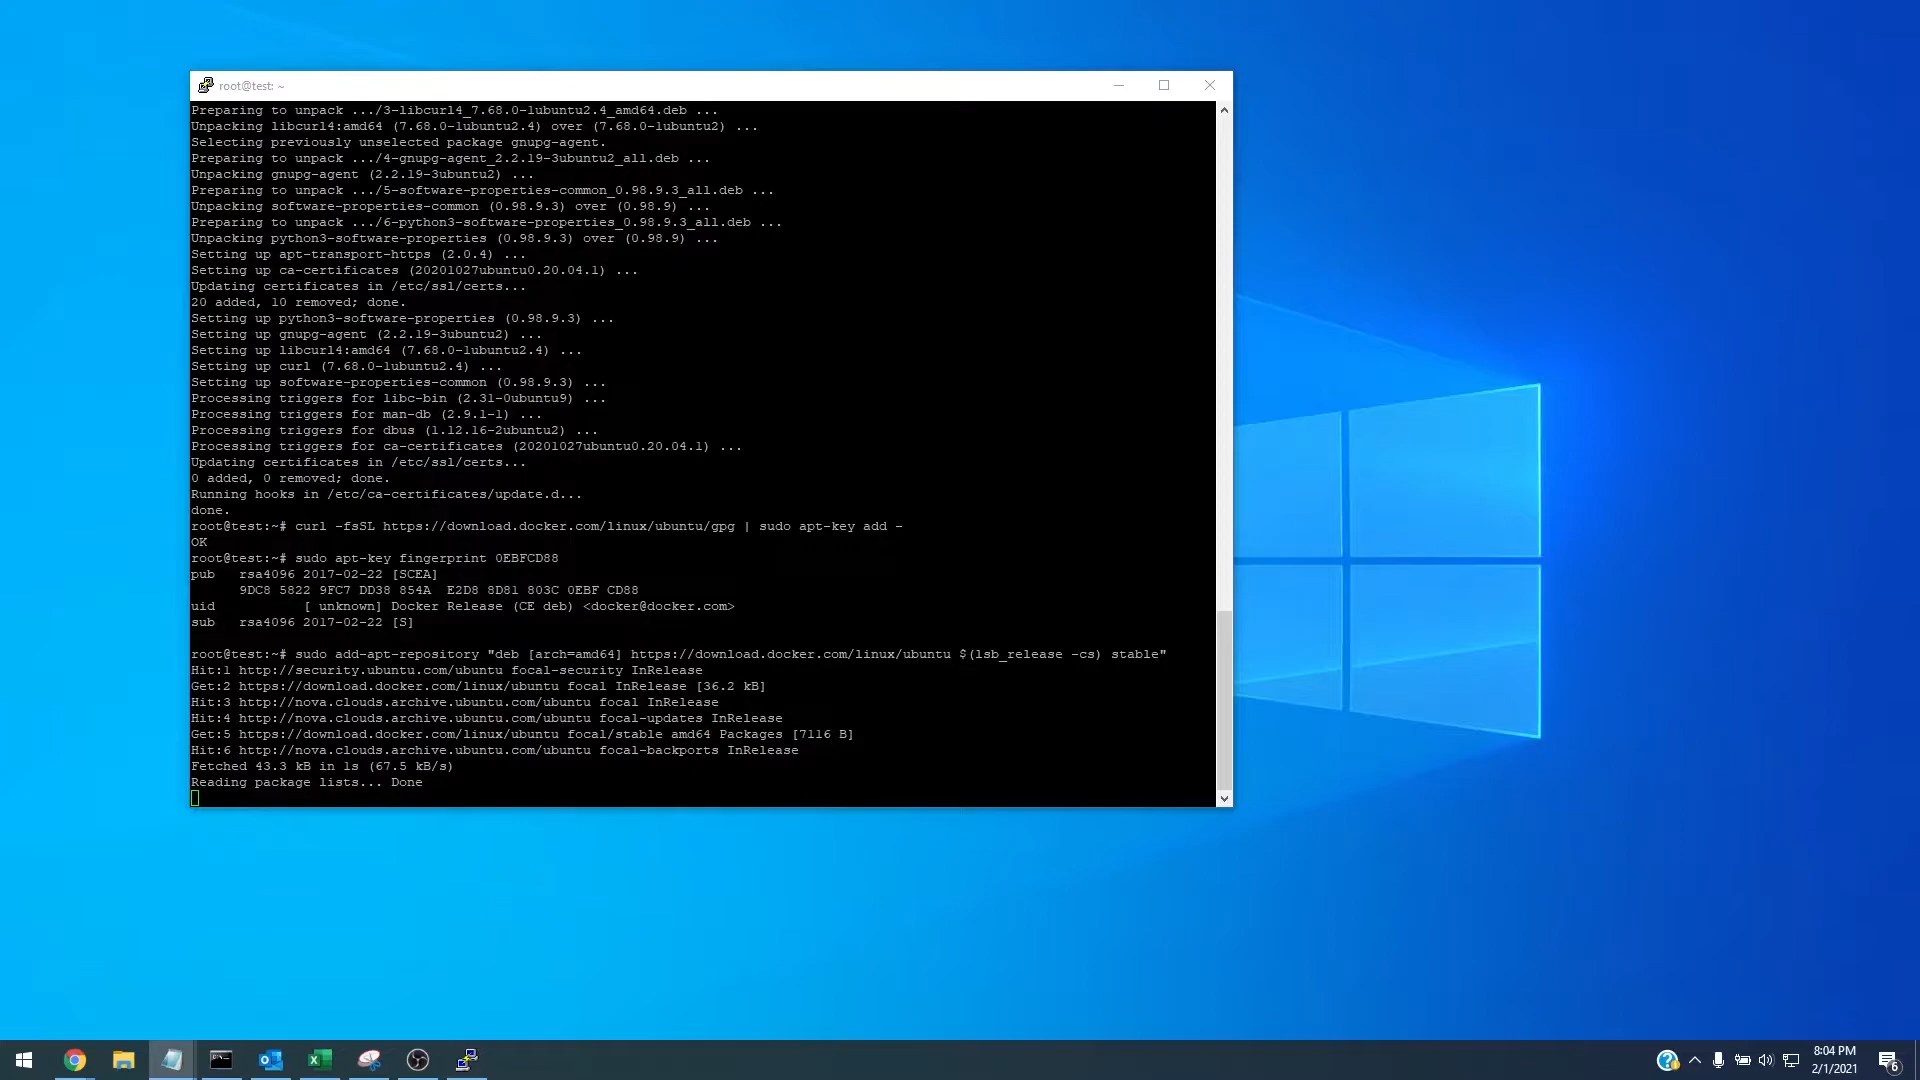 root@test: ~
Preparing to unpack .../3-libcurl4_7.68.0-1ubuntu2.4_amd64.deb ...
Unpacking libcurl4:amd64 (7.68.0-1ubuntu2.4) over (7.68.0-1ubuntu2) ...
Selecting previously unselected package gnupg-agent.
Preparing to unpack .../4-gnupg-agent_2.2.19-3ubuntu2_all.deb ...
Unpacking gnupg-agent (2.2.19-3ubuntu2) ...
Preparing to unpack .../5-software-properties-common_0.98.9.3_all.deb ...
Unpacking software-properties-common (0.98.9.3) over (0.98.9) ...
Preparing to unpack .../6-python3-software-properties_0.98.9.3_all.deb ...
Unpacking python3-software-properties (0.98.9.3) over (0.98.9) ...
Setting up apt-transport-https (2.0.4) ...
Setting up ca-certificates (20201027ubuntu0.20.04.1) ...
Updating certificates in /etc/ssl/certs...
20 added, 10 removed; done.
Setting up python3-software-properties (0.98.9.3) ...
Setting up gnupg-agent (2.2.19-3ubuntu2) ...
Setting up libcurl4:amd64 (7.68.0-1ubuntu2.4) ...
Setting up curl (7.68.0-1ubuntu2.4) ...
Setting up software-properties-common (0.98.9.3) ...
Processing triggers for libc-bin (2.31-0ubuntu9) ...
Processing triggers for man-db (2.9.1-1) ...
Processing triggers for dbus (1.12.16-2ubuntu2) ...
Processing triggers for ca-certificates (20201027ubuntu0.20.04.1) ...
Updating certificates in /etc/ssl/certs...
0 added, 0 removed; done.
Running hooks in /etc/ca-certificates/update.d...
done.
root@test:~# curl -fsSL https://download.docker.com/linux/ubuntu/gpg | sudo apt-key add -
OK
root@test:~# sudo apt-key fingerprint 0EBFCD88
pub   rsa4096 2017-02-22 [SCEA]
      9DC8 5822 9FC7 DD38 854A  E2D8 8D81 803C 0EBF CD88
uid           [ unknown] Docker Release (CE deb) <docker@docker.com>
sub   rsa4096 2017-02-22 [S]
root@test:~# sudo add-apt-repository "deb [arch=amd64] https://download.docker.com/linux/ubuntu $(lsb_release -cs) stable"
Hit:1 http://security.ubuntu.com/ubuntu focal-security InRelease
Get:2 https://download.docker.com/linux/ubuntu focal InRelease [36.2 kB]
Hit:3 http://nova.clouds.archive.ubuntu.com/ubuntu focal InRelease
Hit:4 http://nova.clouds.archive.ubuntu.com/ubuntu focal-updates InRelease
Get:5 https://download.docker.com/linux/ubuntu focal/stable amd64 Packages [7116 B]
Hit:6 http://nova.clouds.archive.ubuntu.com/ubuntu focal-backports InRelease
Fetched 43.3 kB in 1s (67.5 kB/s)
Reading package lists... Done
8:04 PM
2/1/2021
6